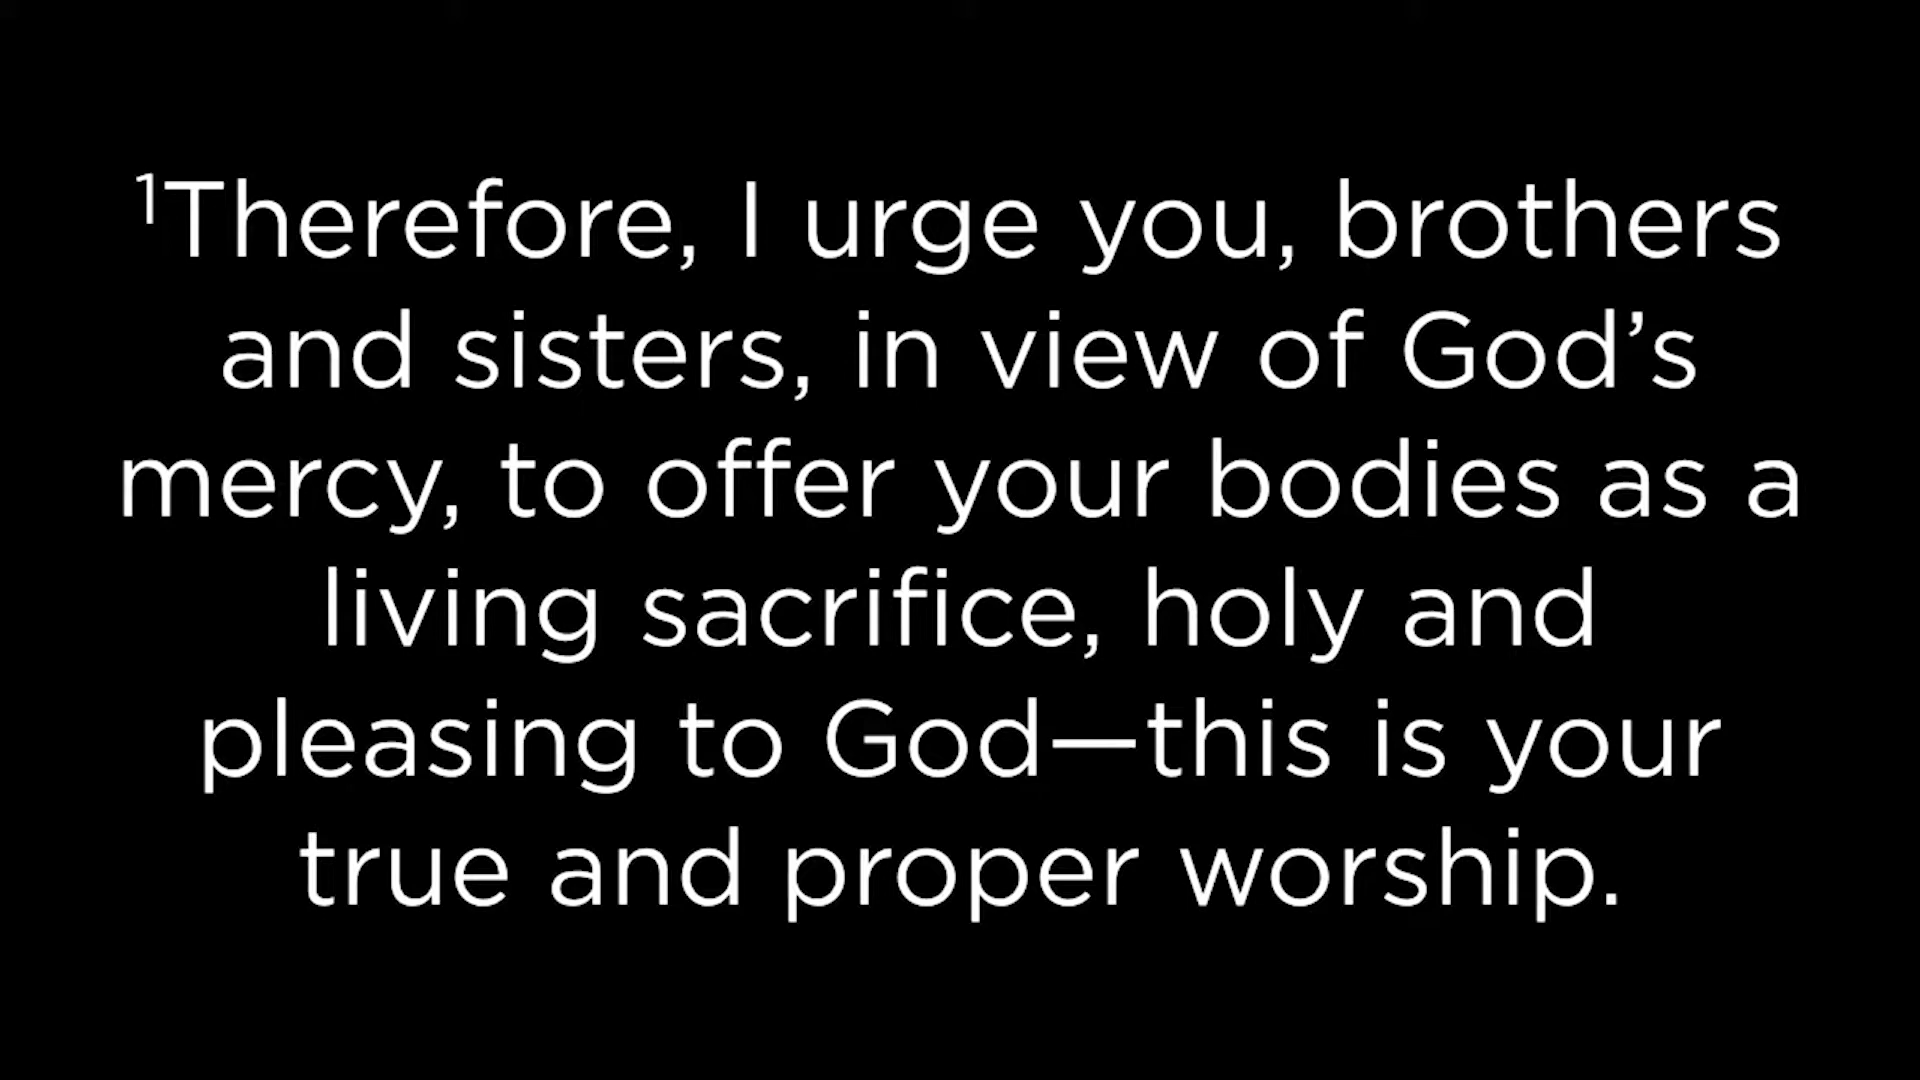 ¹Therefore, I urge you, brothers
and sisters, in view of God’s
mercy, to offer your bodies as a
living sacrifice, holy and
pleasing to God—this is your
true and proper worship.